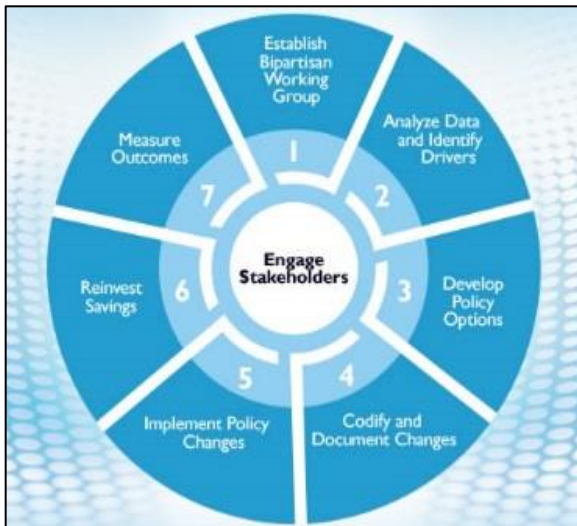 Establish
Bipartisan
Working
Group
1
Analyze Data
and Identify
Drivers
2
Develop
Policy
Options
3
Codify and
Document Changes
4
Implement Policy
Changes
5
Reinvest
Savings
6
Measure
Outcomes
7
Engage
Stakeholders